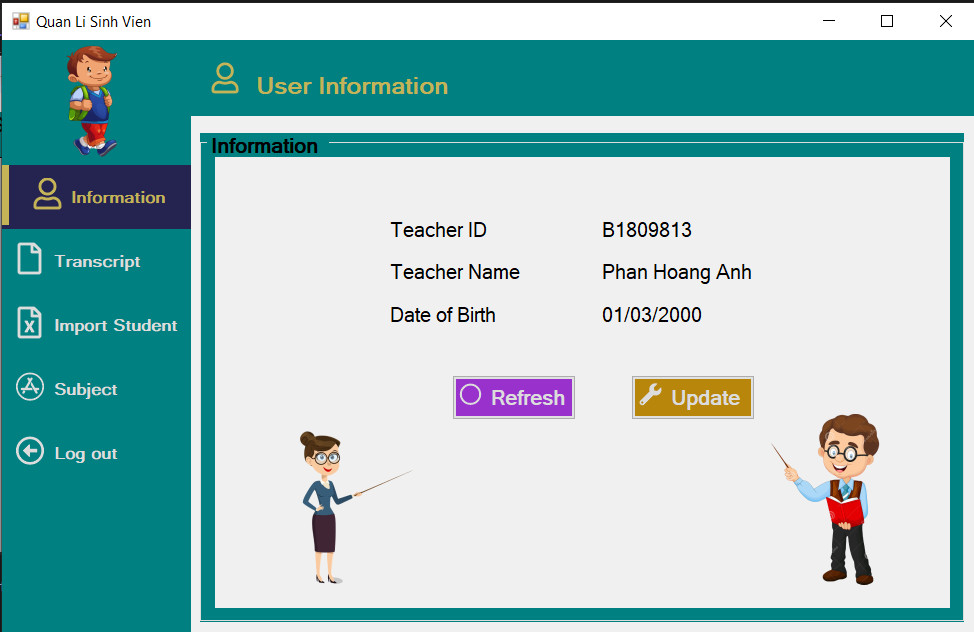 Quan Li Sinh Vien
User Information
Information
Transcript
Import Student
Subject
Log out
Information
Teacher ID B1809813
Teacher Name Phan Hoang Anh
Date of Birth 01/03/2000
Refresh Update